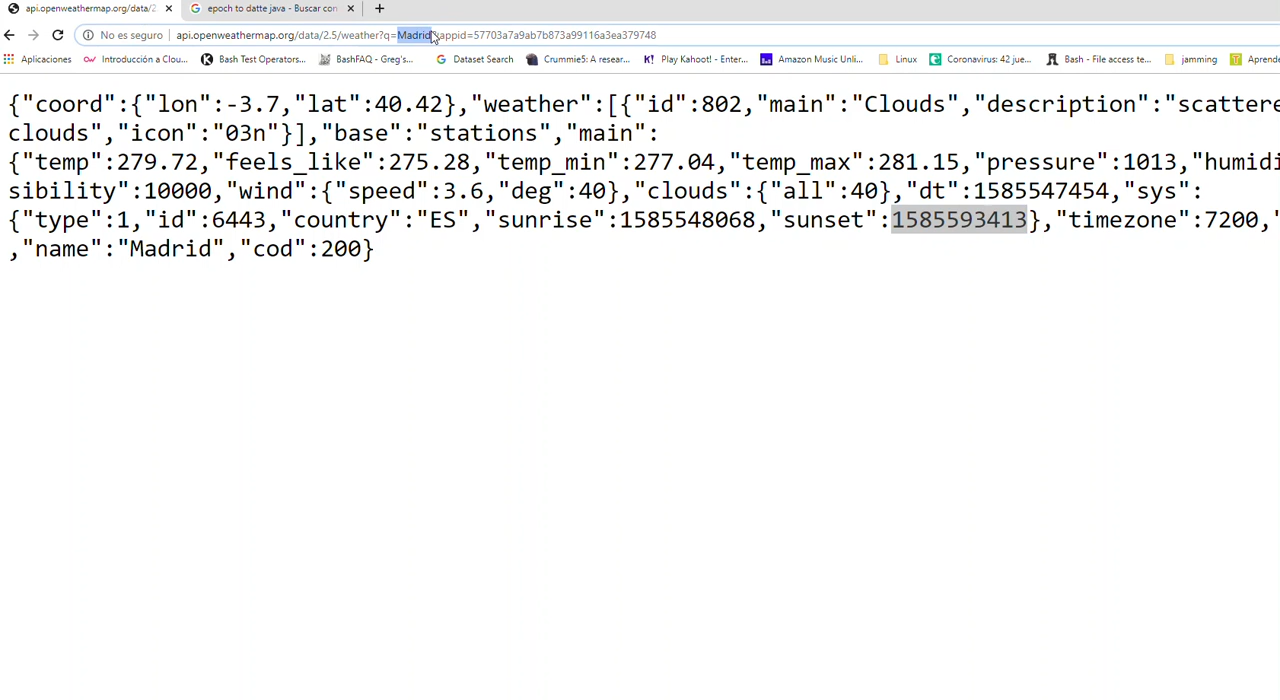 api.openweathermap.org/data/2
epoch to datte java - Buscar con
No es seguro | api.openweathermap.org/data/2.5/weather?q=Madrid&appid=57703a7a9ab7b873a99116a3ea379748
Aplicaciones Introducción a Clou... Bash Test Operators... BashFAQ - Greg's... Dataset Search Crummie5: A resear... Play Kahoot! - Enter... Amazon Music Unli... Linux Coronavirus: 42 jue... Bash - File access te... jamming Aprende
{"coord":{"lon":-3.7,"lat":40.42},"weather":[{"id":802,"main":"Clouds","description":"scattere
clouds","icon":"03n"}],"base":"stations","main":
{"temp":279.72,"feels_like":275.28,"temp_min":277.04,"temp_max":281.15,"pressure":1013,"humidi
sibility":10000,"wind":{"speed":3.6,"deg":40},"clouds":{"all":40},"dt":1585547454,"sys":
{"type":1,"id":6443,"country":"ES","sunrise":1585548068,"sunset":1585593413},"timezone":7200,"
,"name":"Madrid","cod":200}